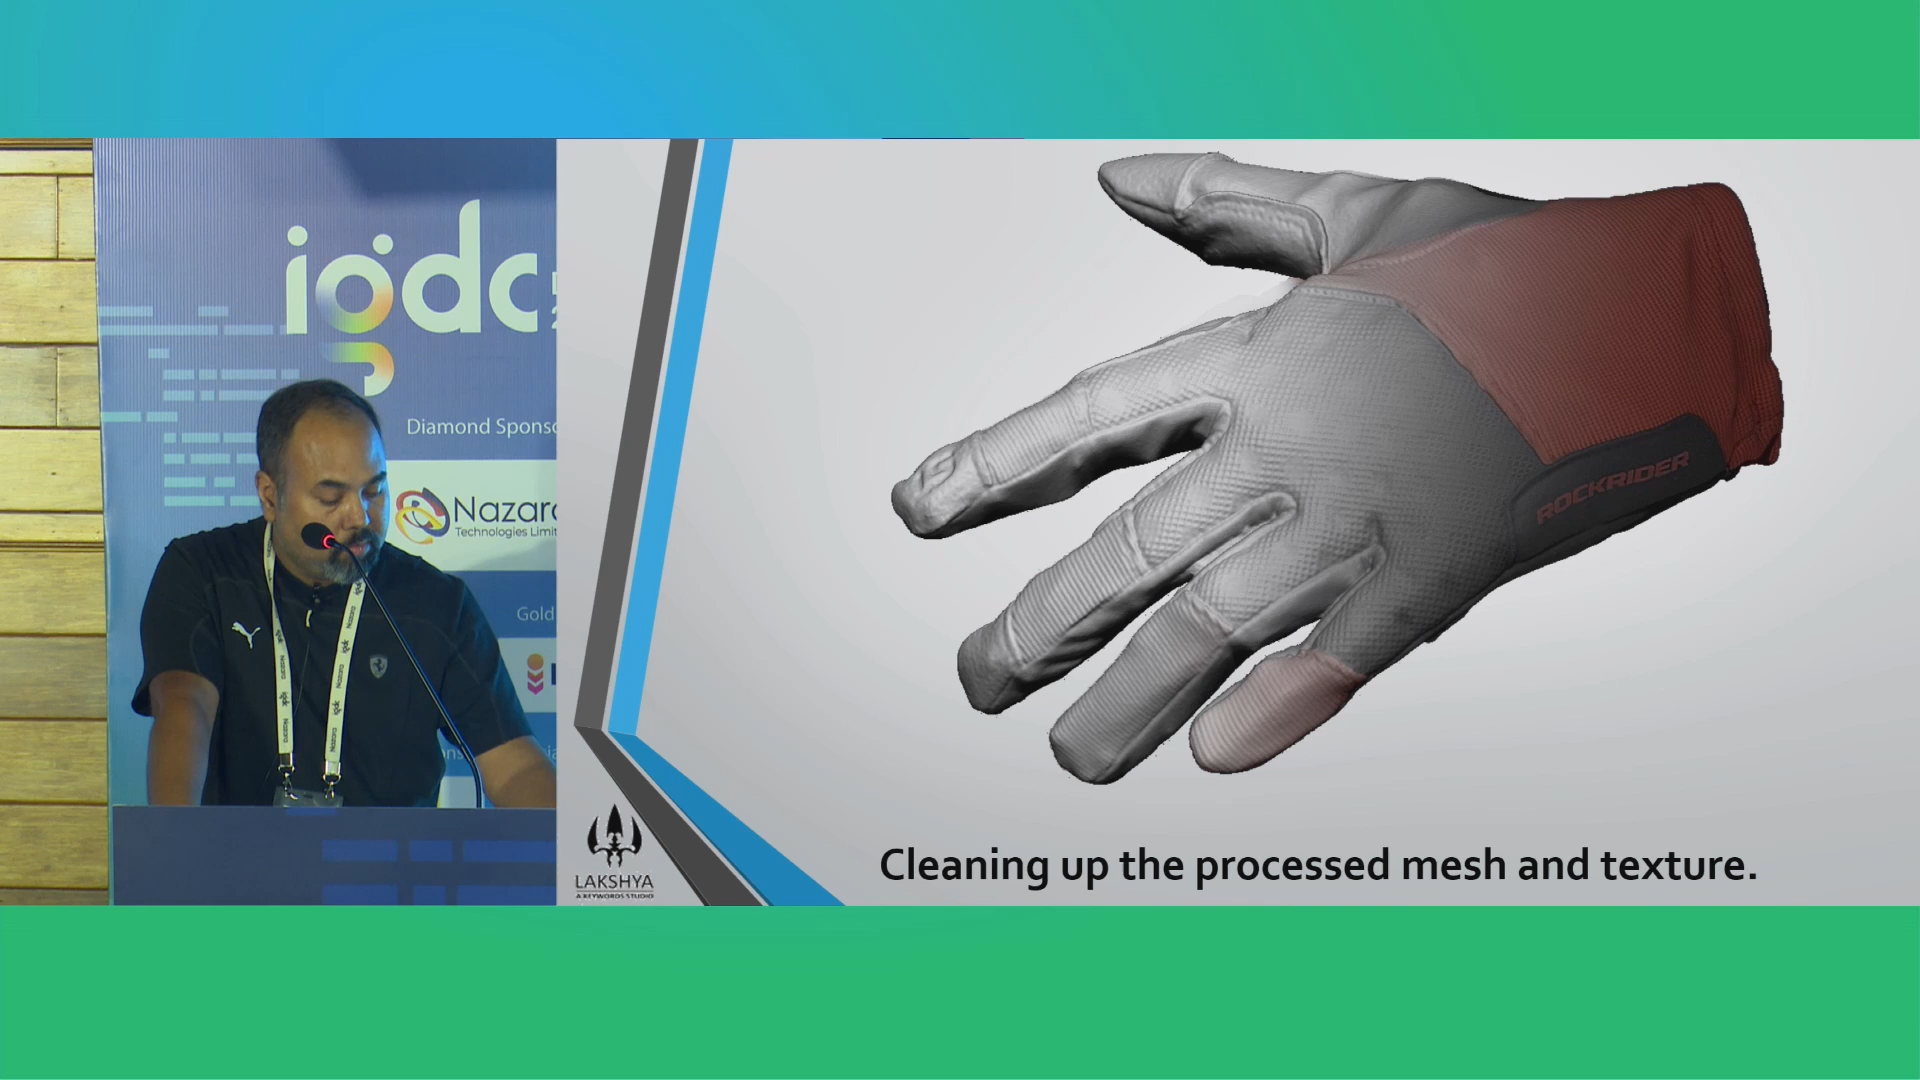 igdc
Diamond Sponso
Nazara
Technologies Limit
Gold
ROCKRIDER
LAKSHYA
A KEYWORDS STUDIO
Cleaning up the processed mesh and texture.